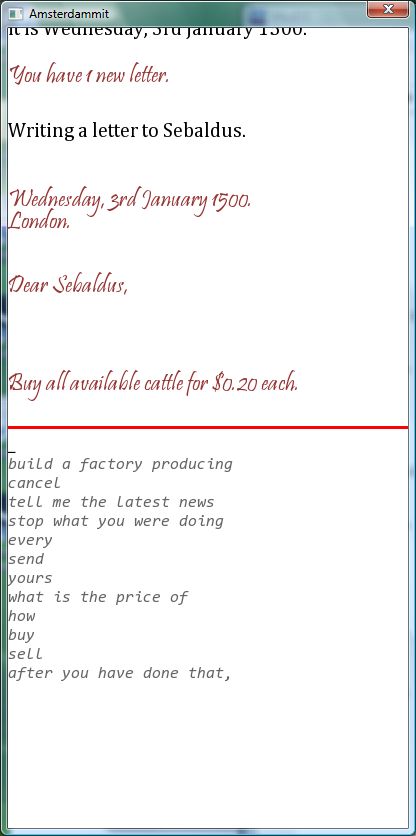 Amsterdammit
It is Wednesday, 3rd January 1500.
You have 1 new letter.
Writing a letter to Sebaldus.
Wednesday, 3rd January 1500.
London.
Dear Sebaldus,
Buy all available cattle for $0.20 each.
_
build a factory producing
cancel
tell me the latest news
stop what you were doing
every
send
yours
what is the price of
how
buy
sell
after you have done that,